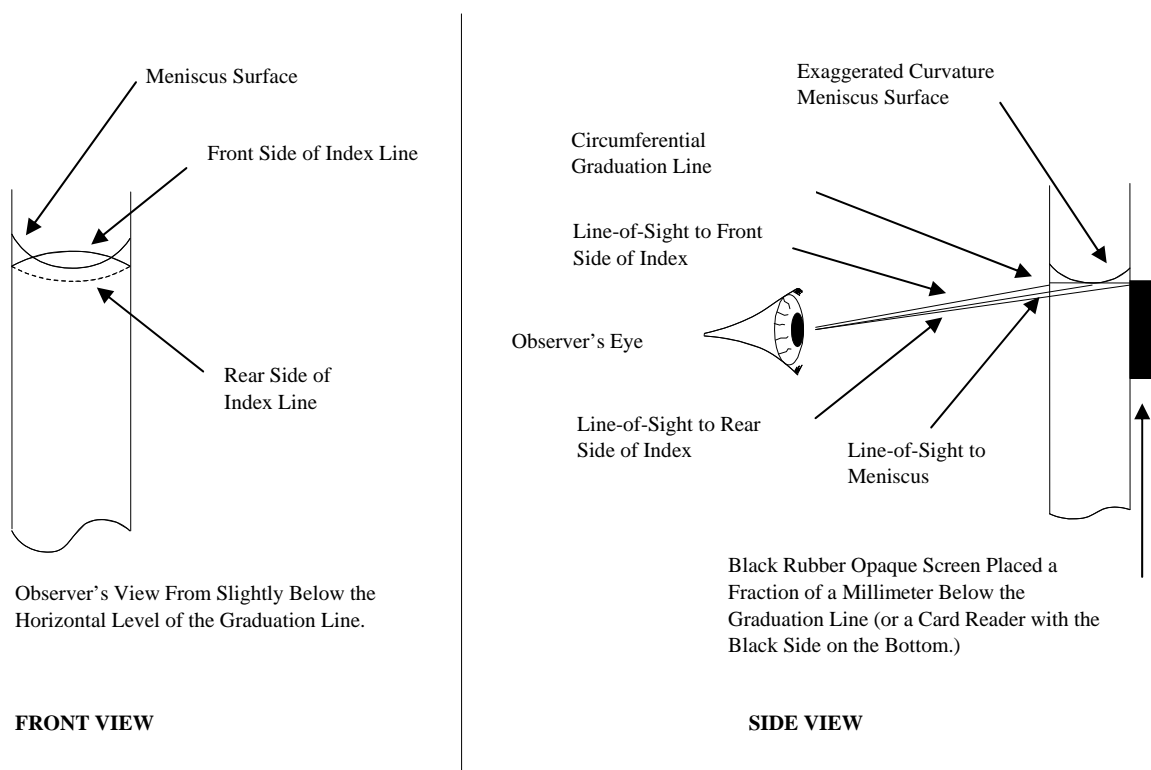 Meniscus Surface
Front Side of Index Line
Rear Side of
Index Line
Observer’s View From Slightly Below the
Horizontal Level of the Graduation Line.
FRONT VIEW
Exaggerated Curvature
Meniscus Surface
Circumferential
Graduation Line
Line-of-Sight to Front
Side of Index
Observer’s Eye
Line-of-Sight to Rear
Side of Index
Line-of-Sight to
Meniscus
Black Rubber Opaque Screen Placed a
Fraction of a Millimeter Below the
Graduation Line (or a Card Reader with the
Black Side on the Bottom.)
SIDE VIEW